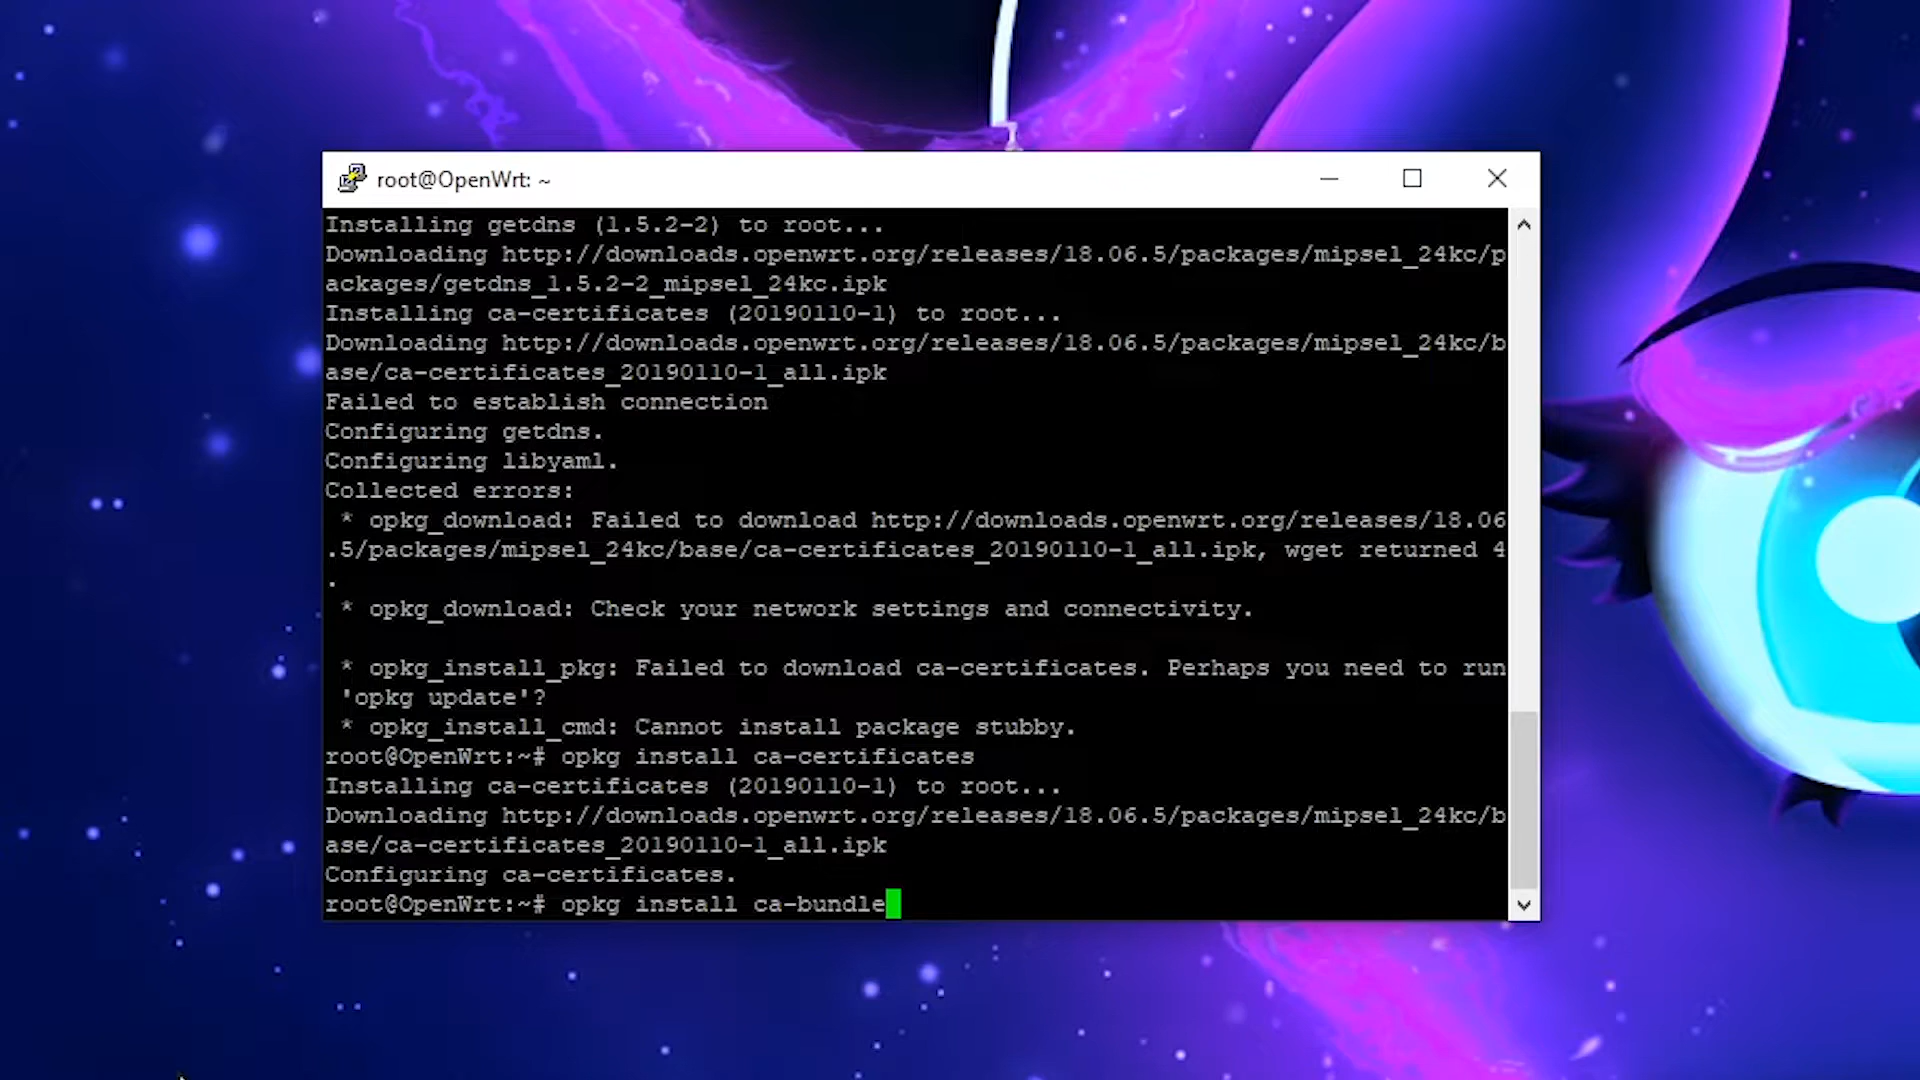 root@OpenWrt: ~
Installing getdns (1.5.2-2) to root...
Downloading http://downloads.openwrt.org/releases/18.06.5/packages/mipsel_24kc/p
ackages/getdns_1.5.2-2_mipsel_24kc.ipk
Installing ca-certificates (20190110-1) to root...
Downloading http://downloads.openwrt.org/releases/18.06.5/packages/mipsel_24kc/b
ase/ca-certificates_20190110-1_all.ipk
Failed to establish connection
Configuring getdns.
Configuring libyaml.
Collected errors:
 * opkg_download: Failed to download http://downloads.openwrt.org/releases/18.06
.5/packages/mipsel_24kc/base/ca-certificates_20190110-1_all.ipk, wget returned 4
.
 * opkg_download: Check your network settings and connectivity.
 * opkg_install_pkg: Failed to download ca-certificates. Perhaps you need to run
 'opkg update'?
 * opkg_install_cmd: Cannot install package stubby.
root@OpenWrt:~# opkg install ca-certificates
Installing ca-certificates (20190110-1) to root...
Downloading http://downloads.openwrt.org/releases/18.06.5/packages/mipsel_24kc/b
ase/ca-certificates_20190110-1_all.ipk
Configuring ca-certificates.
root@OpenWrt:~# opkg install ca-bundle